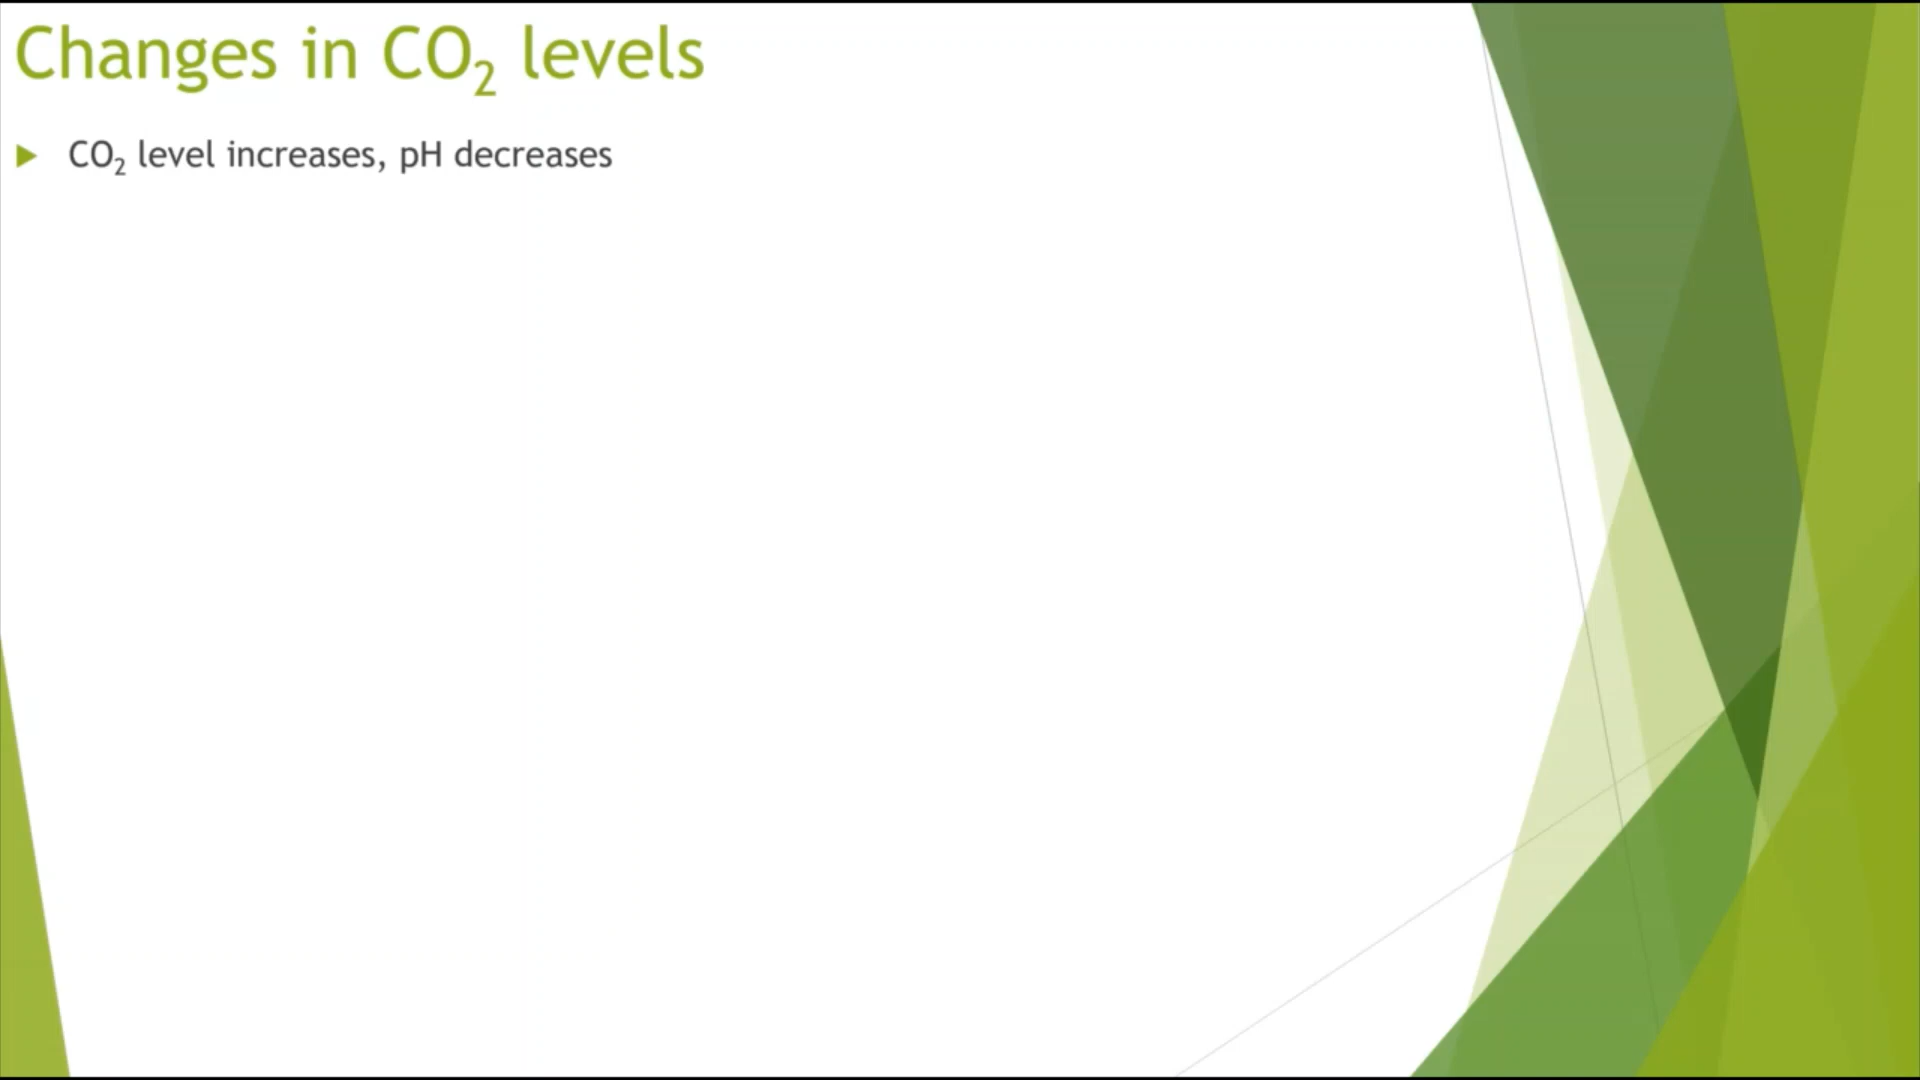 Changes in CO₂ levels
CO₂ level increases, pH decreases